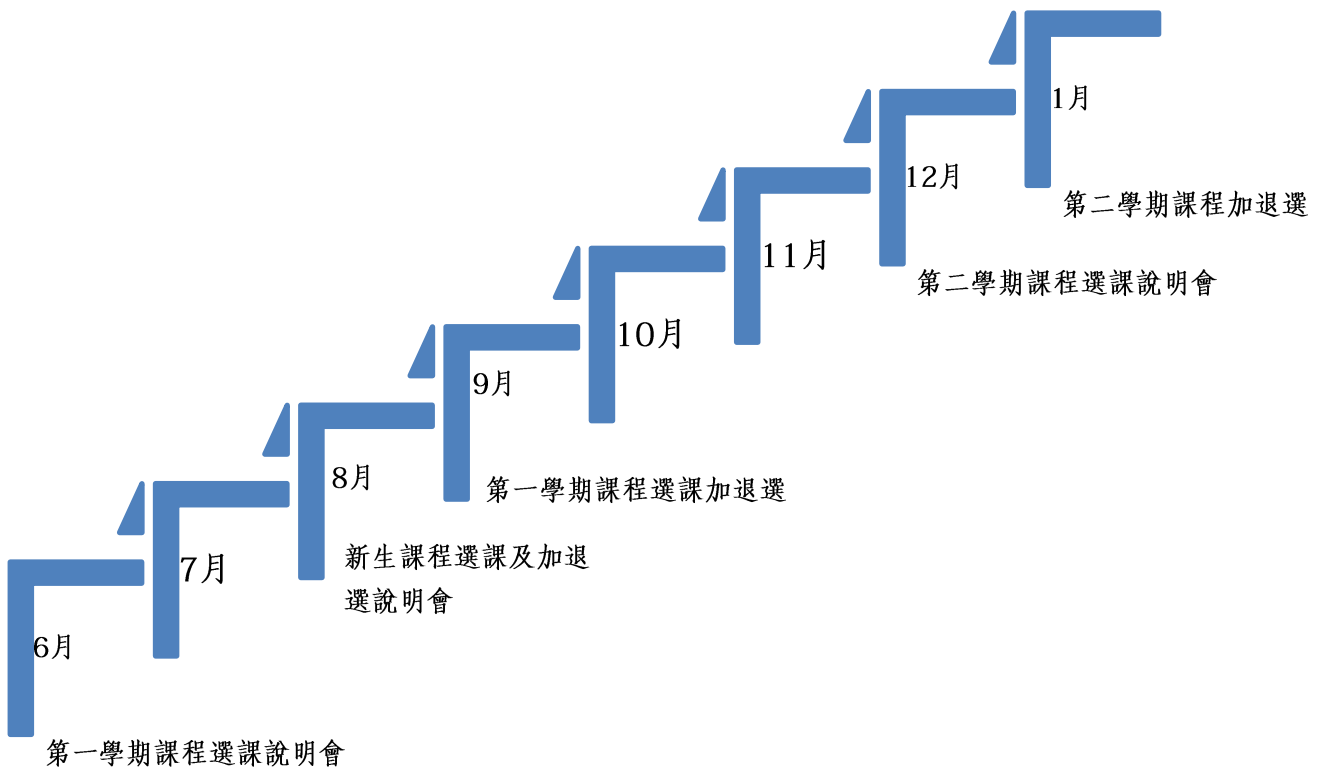 6月
第一學期課程選課說明會
7月
8月
新生課程選課及加退
選說明會
9月
第一學期課程選課加退選
10月
11月
12月
第二學期課程選課說明會
1月
第二學期課程加退選